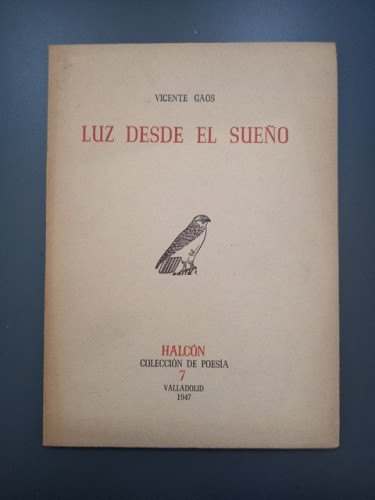 VICENTE GAOS
LUZ DESDE EL SUEÑO
HALCÓN
COLECCIÓN DE POESÍA
7
VALLADOLID
1947